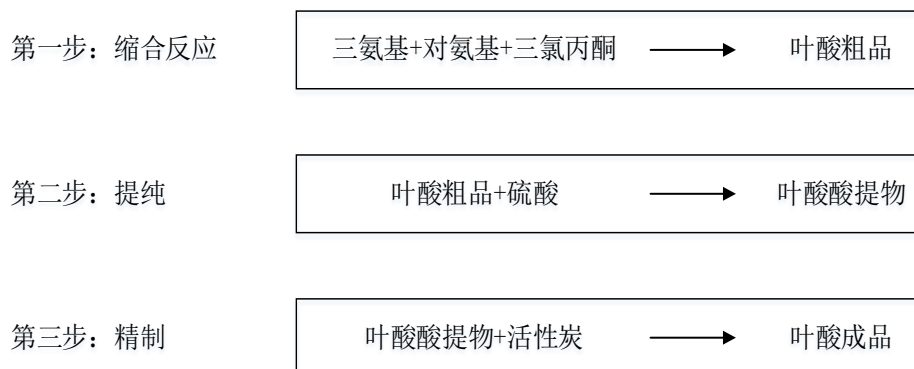 第一步：缩合反应 三氨基+对氨基+三氯丙酮 叶酸粗品
第二步：提纯 叶酸粗品+硫酸 叶酸酸提物
第三步：精制 叶酸酸提物+活性炭 叶酸成品